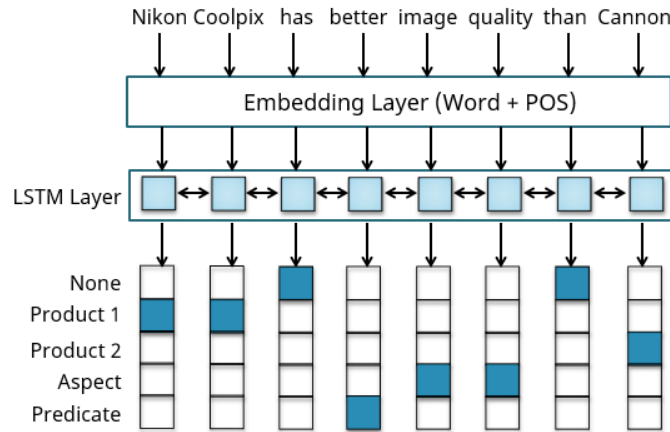 Nikon Coolpix has better image quality than Cannon
Embedding Layer (Word + POS)
LSTM Layer
None
Product 1
Product 2
Aspect
Predicate